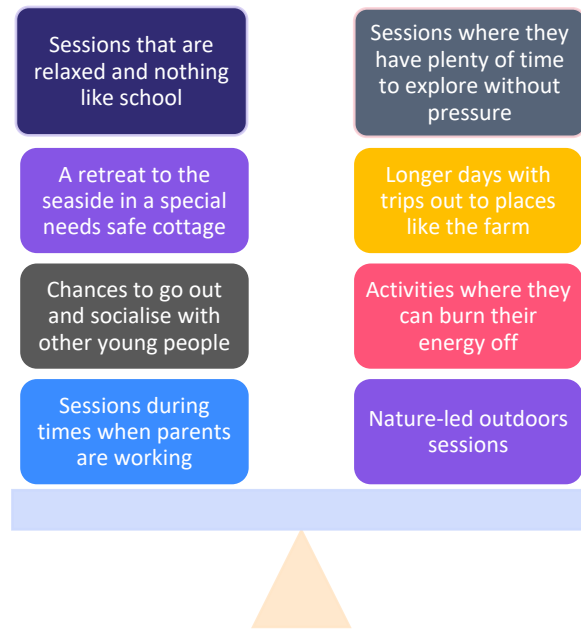 Sessions that are
relaxed and nothing
like school
Sessions where they
have plenty of time
to explore without
pressure
A retreat to the
seaside in a special
needs safe cottage
Longer days with
trips out to places
like the farm
Chances to go out
and socialise with
other young people
Activities where they
can burn their
energy off
Sessions during
times when parents
are working
Nature-led outdoors
sessions